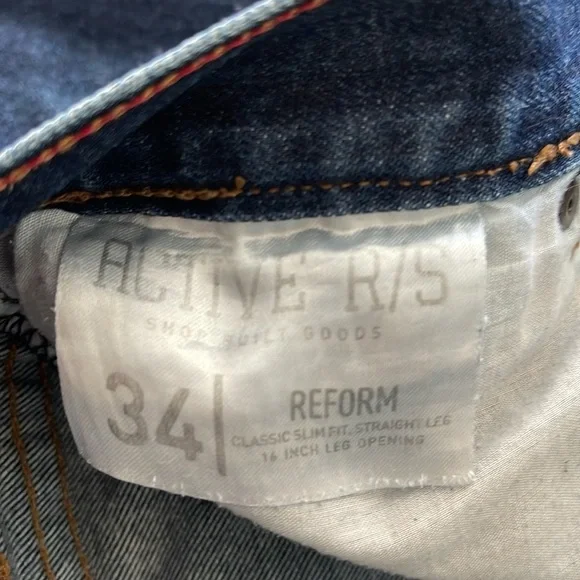 ACTIVE-R/S
SHOP BUILT GOODS
34
REFORM
CLASSIC SLIM FIT. STRAIGHT LEG
16 INCH LEG OPENING